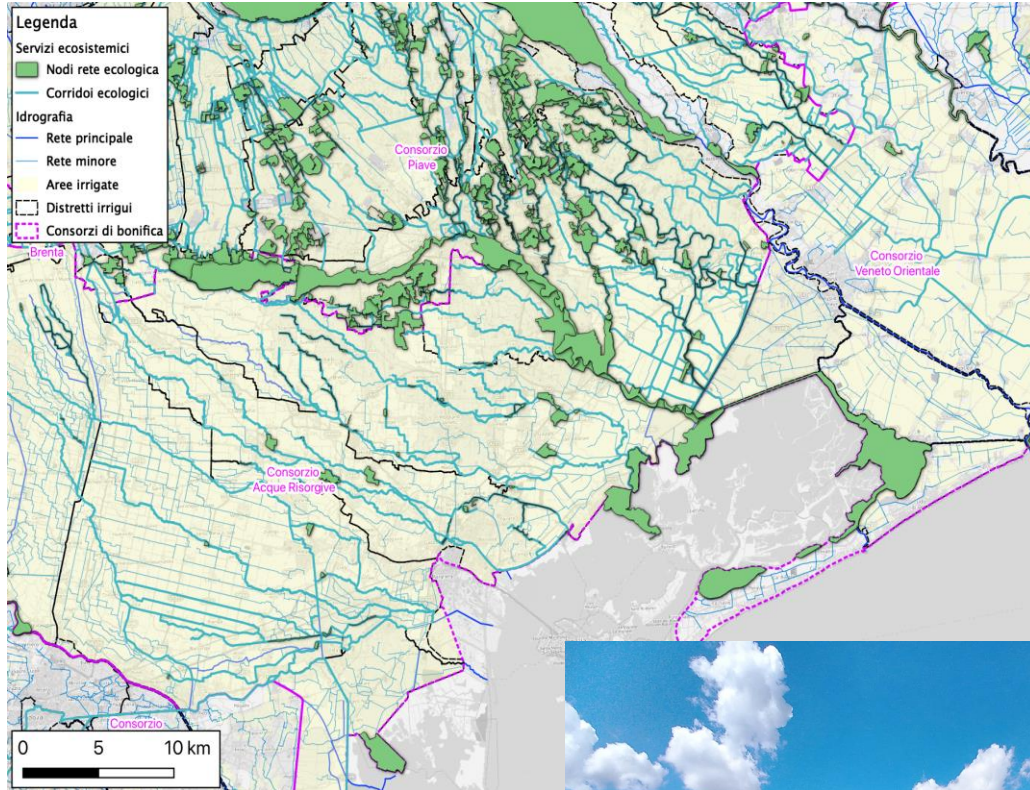 Legenda
Servizi ecosistemici
Nodi rete ecologica
Corridoi ecologici
Idrografia
Rete principale
Rete minore
Aree irrigate
Distretti irrigui
Consorzi di bonifica
Brenta
Consorzio
Piave
Consorzio
Veneto Orientale
Consorzio
Acque Risorgive
Consorzio
0 5 10 km